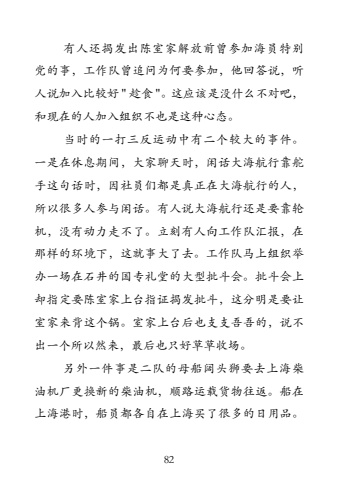 有人还揭发出陈室家解放前曾参加海员特别
党的事，工作队曾追问为何要参加，他回答说，听
人说加入比较好"趁食"。这应该是没什么不对吧，
和现在的人加入组织不也是这种心态。
当时的一打三反运动中有二个较大的事件。
一是在休息期间，大家聊天时，闲话大海航行靠舵
手这句话时，因社员们都是真正在大海航行的人，
所以很多人参与闲话。有人说大海航行还是要靠轮
机，没有动力走不了。立刻有人向工作队汇报，在
那样的环境下，这就事大了去。工作队马上组织举
办一场在石井的国专礼堂的大型批斗会。批斗会上
却指定要陈室家上台指证揭发批斗，这分明是要让
室家来背这个锅。室家上台后也支支吾吾的，说不
出一个所以然来，最后也只好草草收场。
另外一件事是二队的母船阔头狮要去上海柴
油机厂更换新的柴油机，顺路运载货物往返。船在
上海港时，船员都各自在上海买了很多的日用品。
82